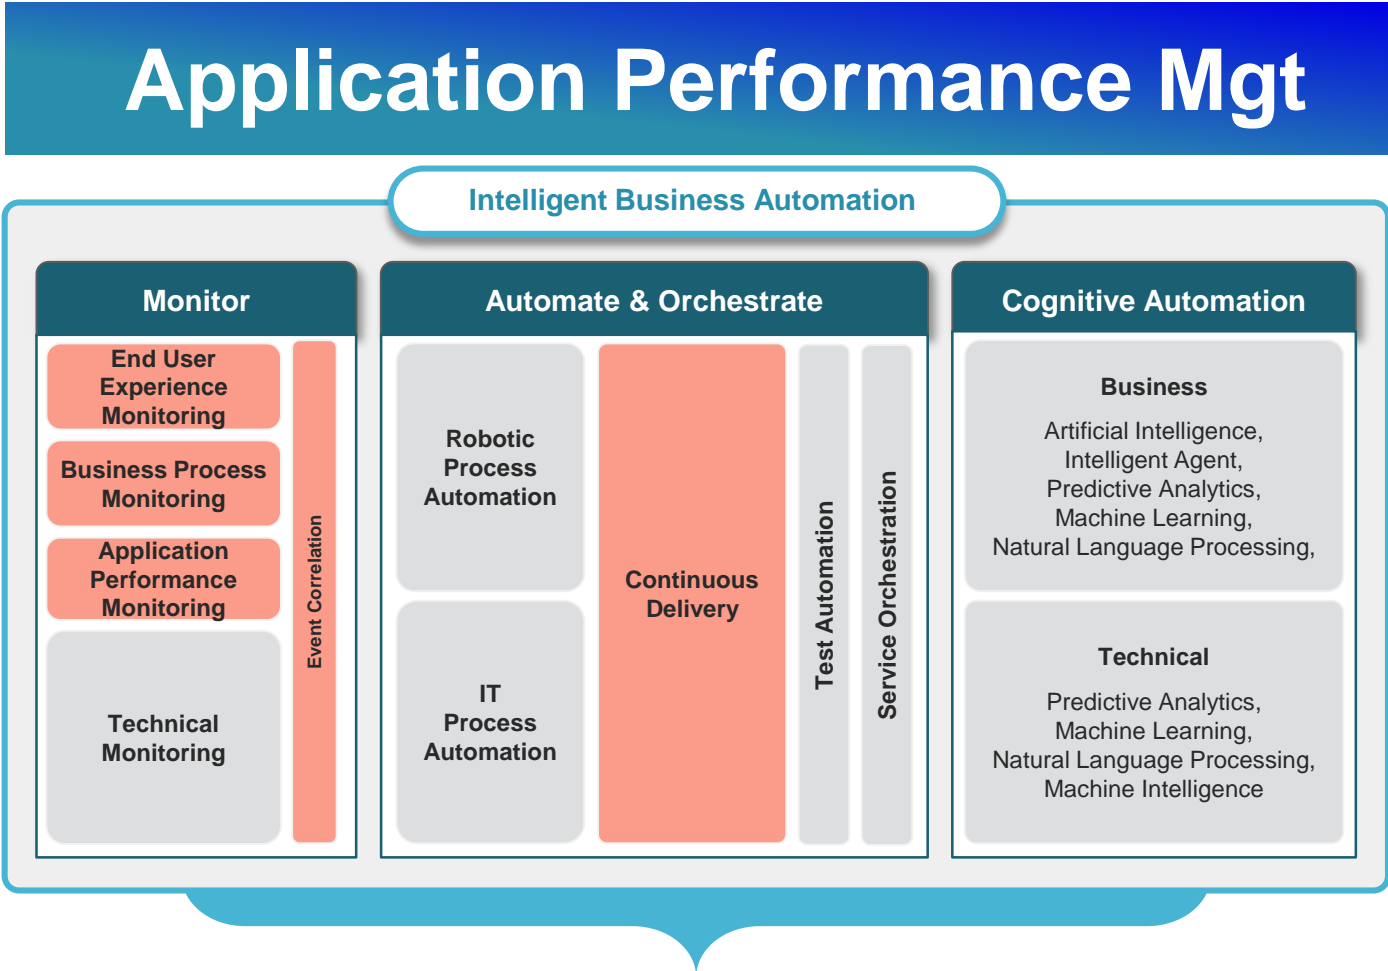 Application Performance Mgt
Intelligent Business Automation
Monitor
End User
Experience
Monitoring
Business Process
Monitoring
Application
Performance
Monitoring
Technical
Monitoring
Event Correlation
Automate & Orchestrate
Robotic
Process
Automation
IT
Process
Automation
Continuous
Delivery
Test Automation
Service Orchestration
Cognitive Automation
Business
Artificial Intelligence,
Intelligent Agent,
Predictive Analytics,
Machine Learning,
Natural Language Processing,
Technical
Predictive Analytics,
Machine Learning,
Natural Language Processing,
Machine Intelligence